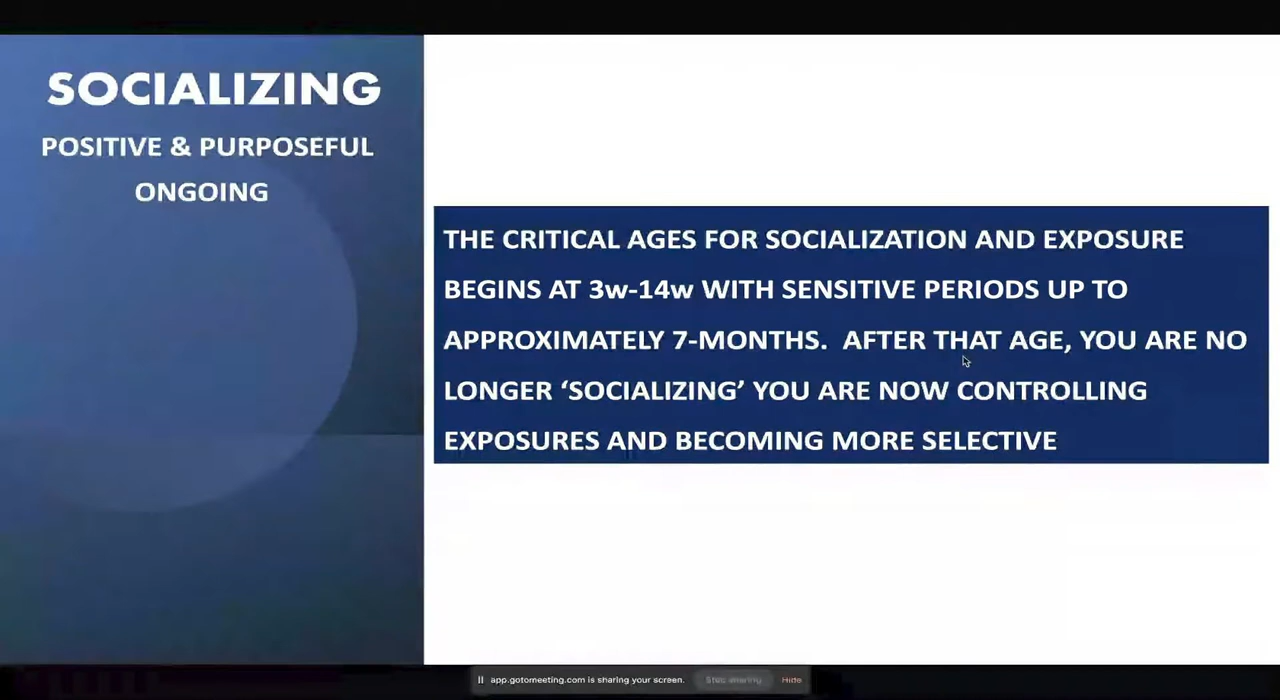 SOCIALIZING
POSITIVE & PURPOSEFUL
ONGOING
THE CRITICAL AGES FOR SOCIALIZATION AND EXPOSURE
BEGINS AT 3w-14w WITH SENSITIVE PERIODS UP TO
APPROXIMATELY 7-MONTHS. AFTER THAT AGE, YOU ARE NO
LONGER ‘SOCIALIZING’ YOU ARE NOW CONTROLLING
EXPOSURES AND BECOMING MORE SELECTIVE
app.gotomeeting.com is sharing your screen. Stop sharing Hide